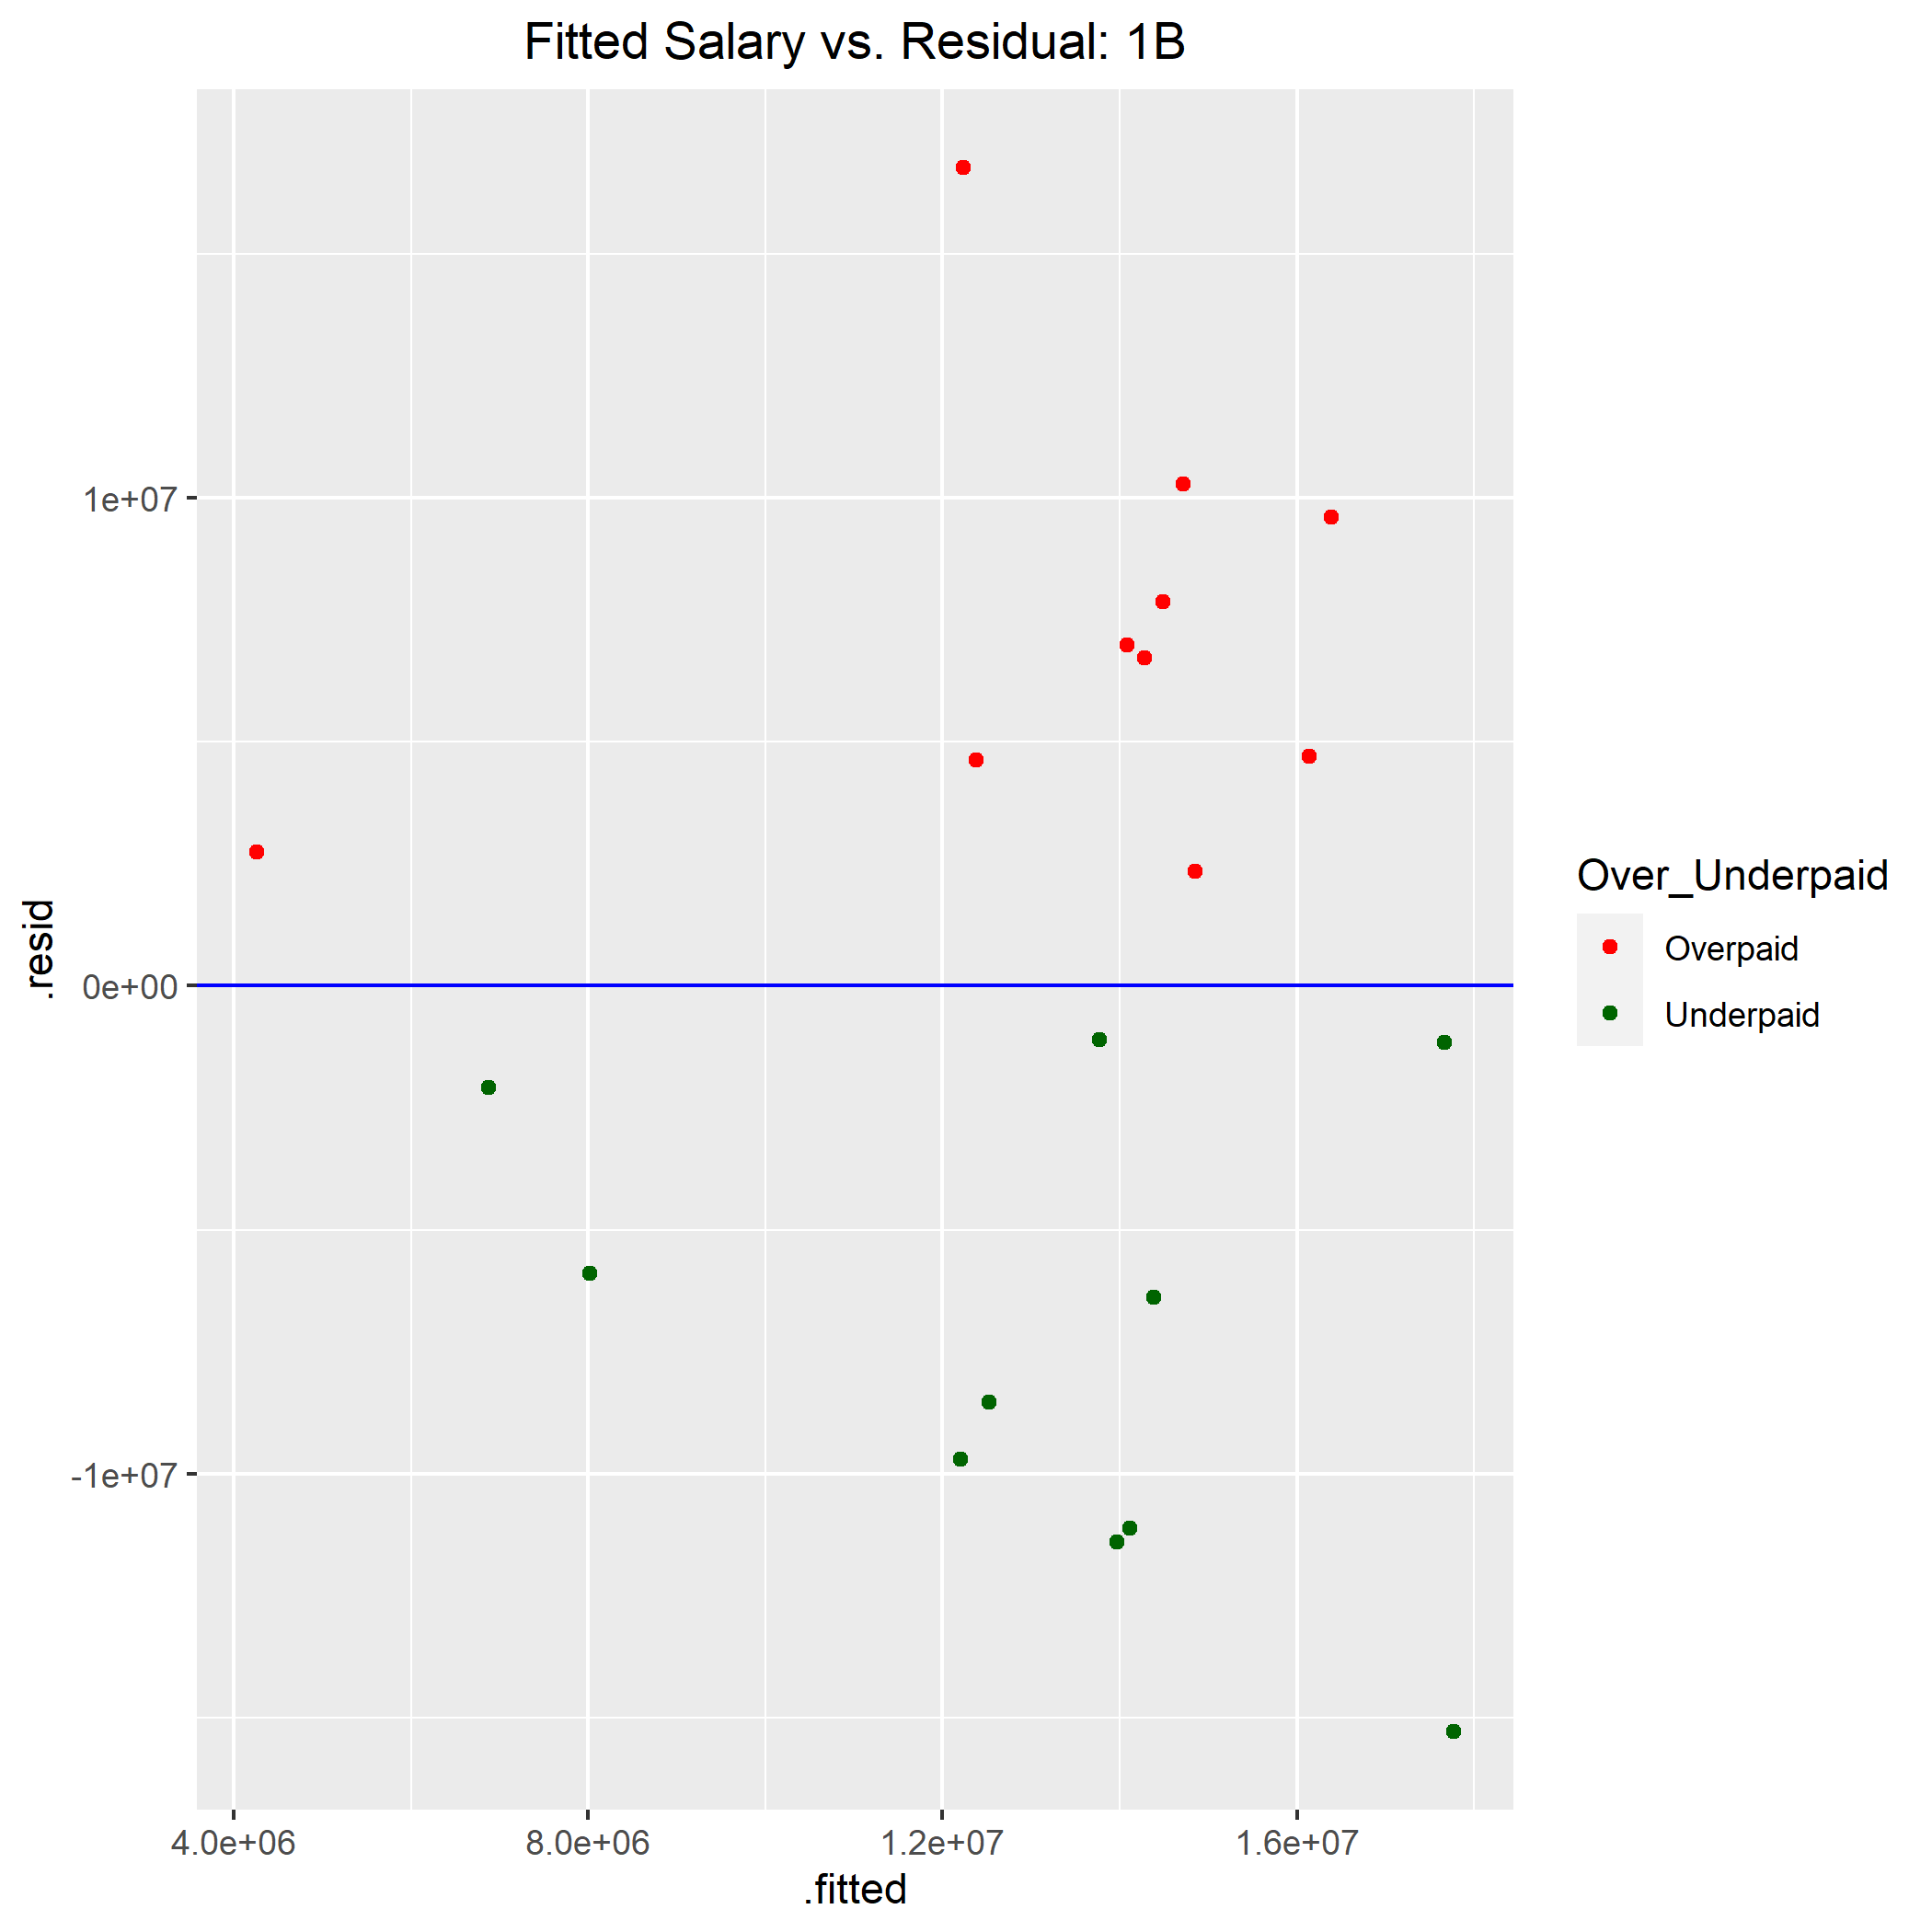 Fitted Salary vs. Residual: 1B
1e+07
0e+00
-1e+07
.resid
4.0e+06
8.0e+06
1.2e+07
1.6e+07
.fitted
Over_Underpaid
Overpaid
Underpaid